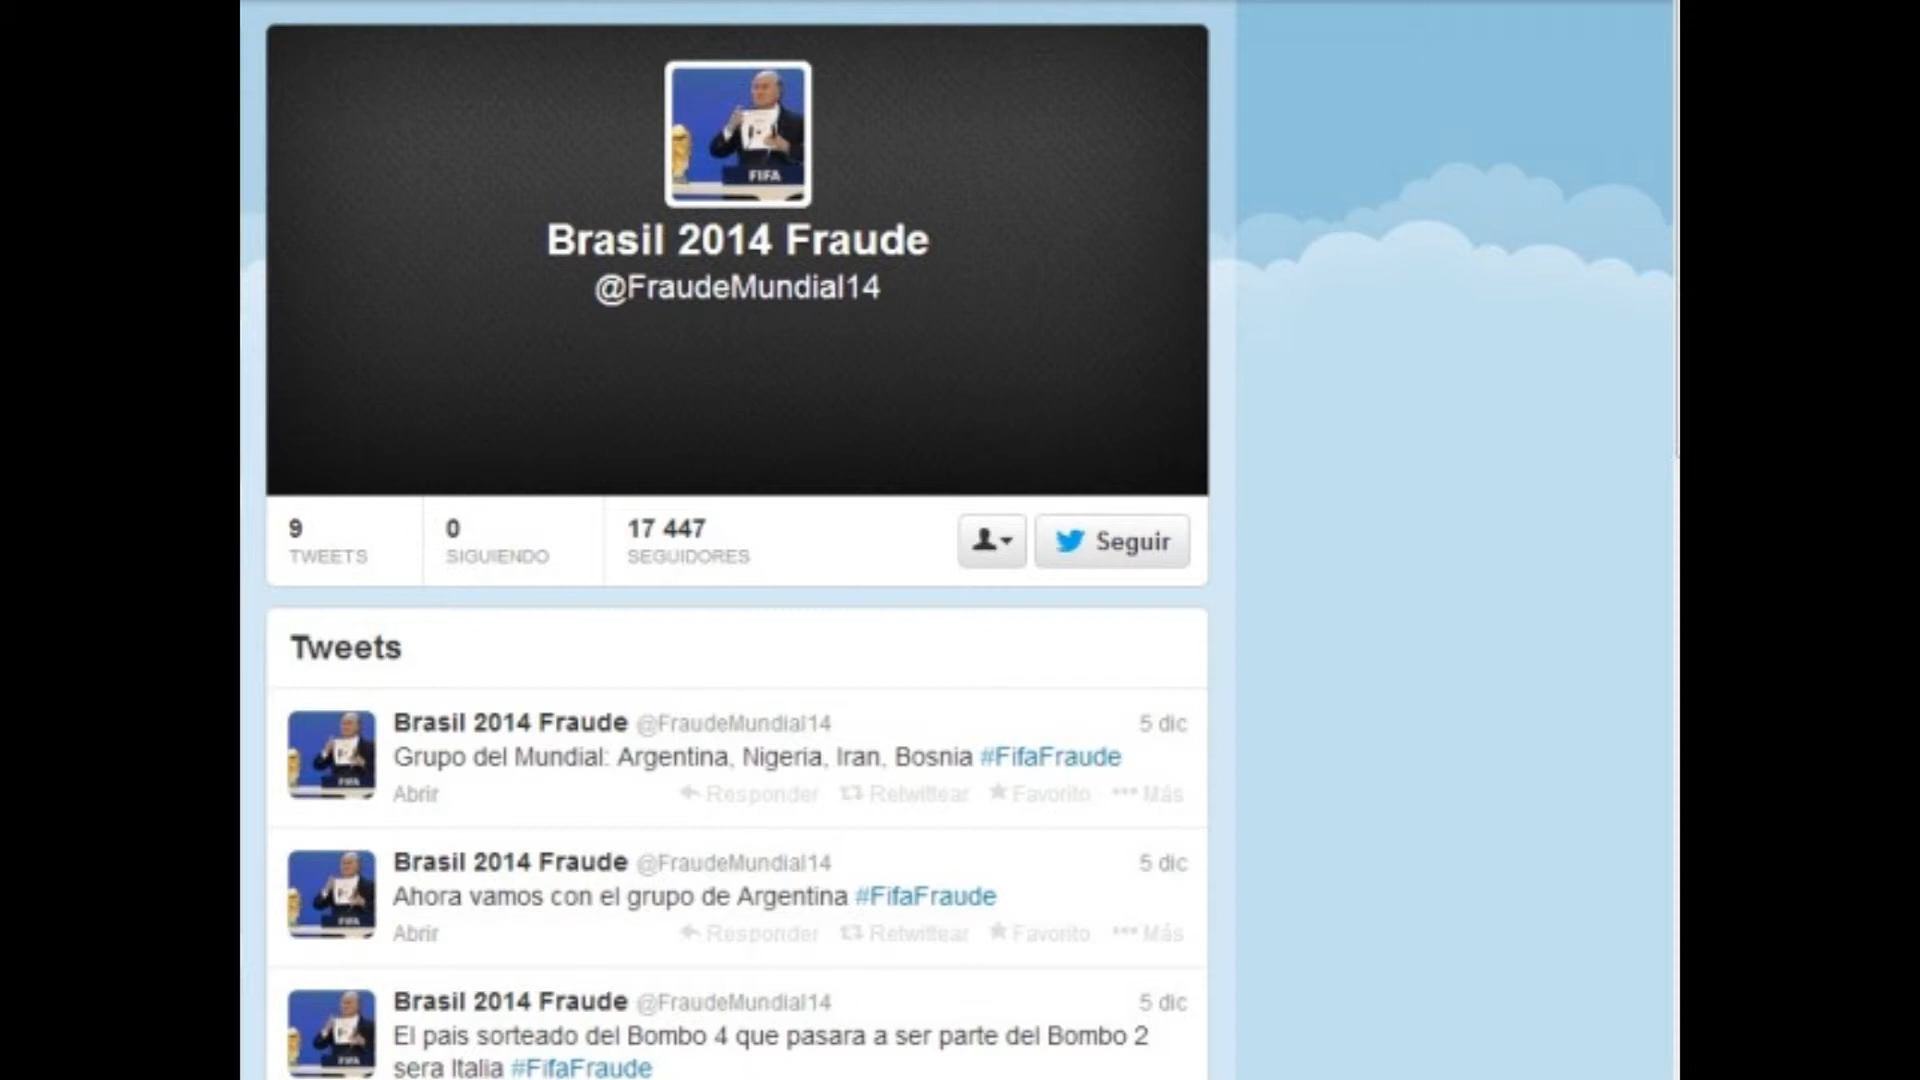 FIFA
Brasil 2014 Fraude
@FraudeMundial14
9
TWEETS
0
SIGUIENDO
17 447
SEGUIDORES
Seguir
Tweets
Brasil 2014 Fraude @FraudeMundial14 5 dic
Grupo del Mundial: Argentina, Nigeria, Iran, Bosnia #FifaFraude
Abrir Responder Retwittear Favorito Más
Brasil 2014 Fraude @FraudeMundial14 5 dic
Ahora vamos con el grupo de Argentina #FifaFraude
Abrir Responder Retwittear Favorito Más
Brasil 2014 Fraude @FraudeMundial14 5 dic
El pais sorteado del Bombo 4 que pasara a ser parte del Bombo 2
sera Italia #FifaFraude